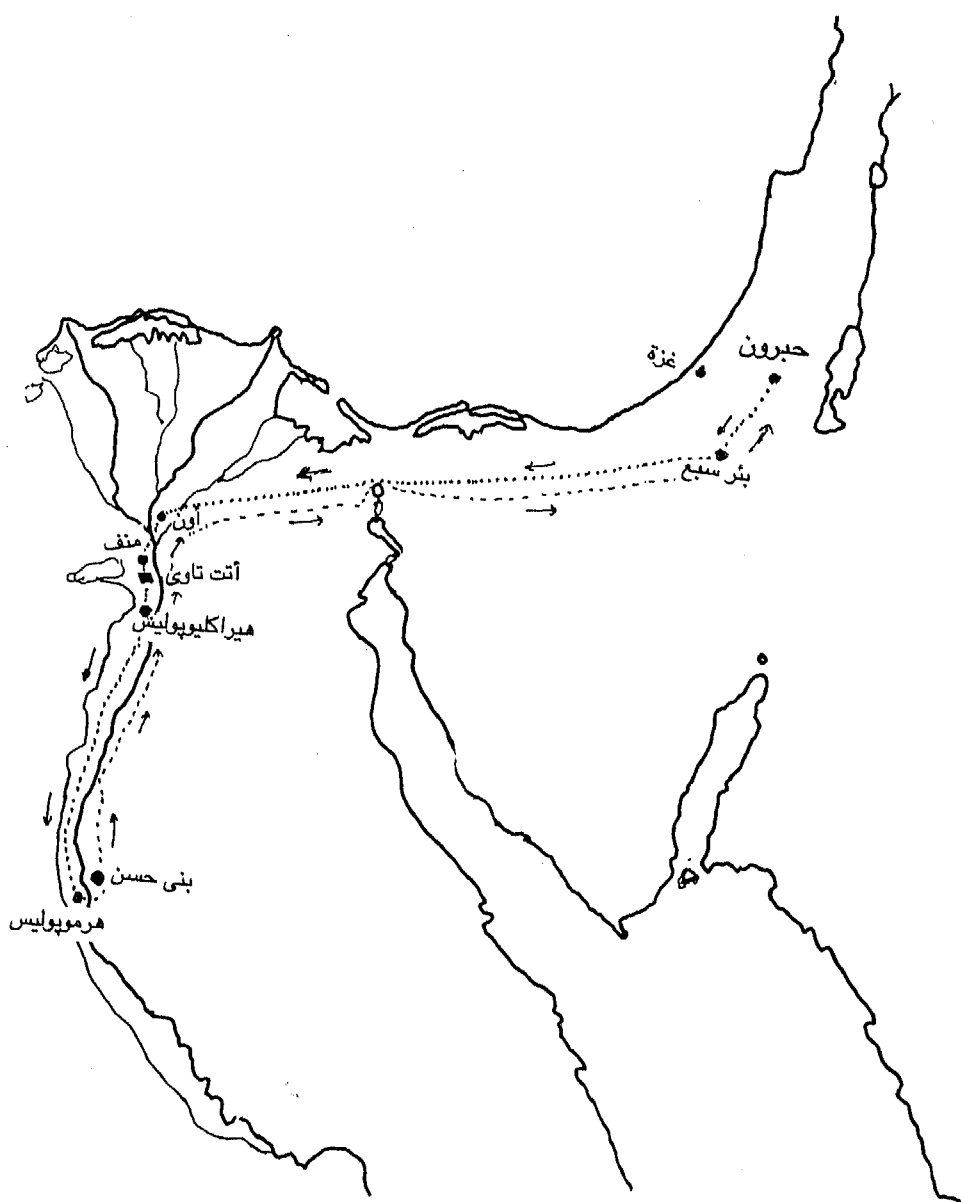 حبرون
غزة
بئر سبع
أون
منف
أتت تاوى
هيراكليوپوليس
بنى حسن
هرموپوليس